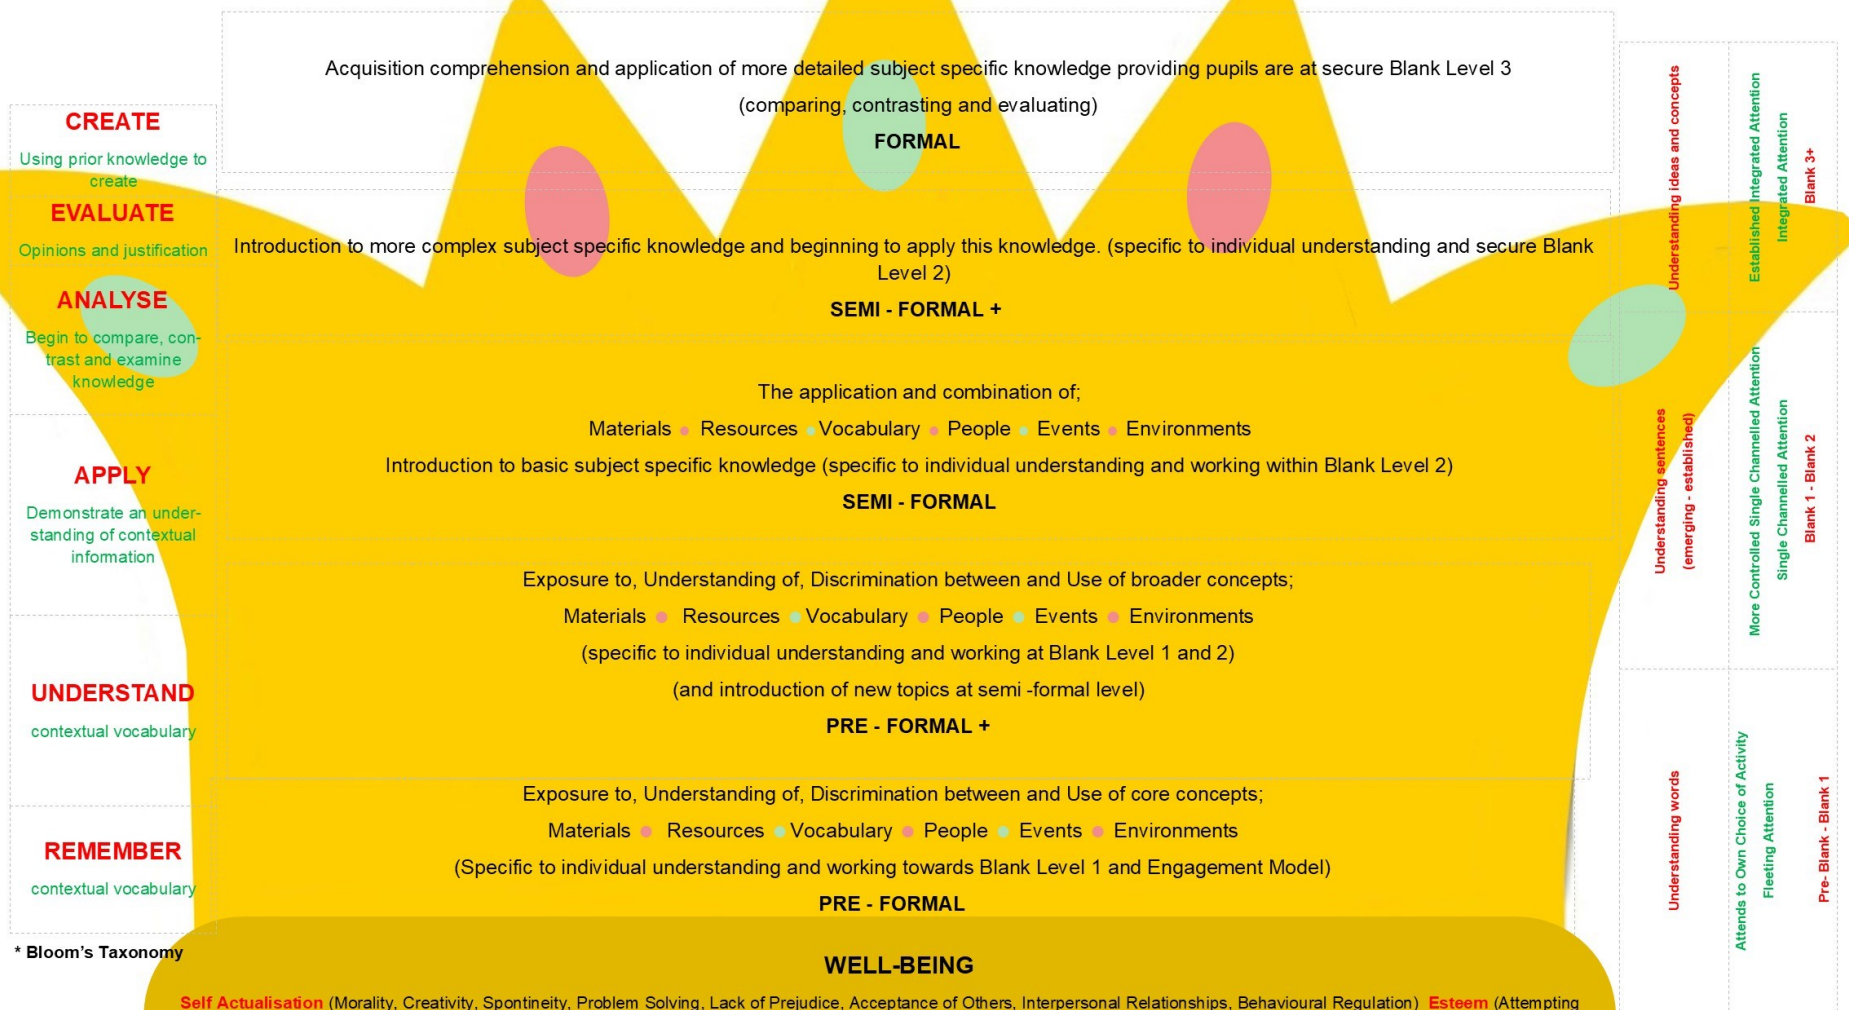 CREATE
Using prior knowledge to
create
EVALUATE
Opinions and justification
ANALYSE
Begin to compare, con-
trast and examine
knowledge
APPLY
Demonstrate an under-
standing of contextual
information
UNDERSTAND
contextual vocabulary
REMEMBER
contextual vocabulary
* Bloom's Taxonomy
Acquisition comprehension and application of more detailed subject specific knowledge providing pupils are at secure Blank Level 3
(comparing, contrasting and evaluating)
FORMAL
Introduction to more complex subject specific knowledge and beginning to apply this knowledge. (specific to individual understanding and secure Blank
Level 2)
SEMI - FORMAL +
The application and combination of;
Materials • Resources • Vocabulary • People • Events • Environments
Introduction to basic subject specific knowledge (specific to individual understanding and working within Blank Level 2)
SEMI - FORMAL
Exposure to, Understanding of, Discrimination between and Use of broader concepts;
Materials • Resources • Vocabulary • People • Events • Environments
(specific to individual understanding and working at Blank Level 1 and 2)
(and introduction of new topics at semi -formal level)
PRE - FORMAL +
Exposure to, Understanding of, Discrimination between and Use of core concepts;
Materials • Resources • Vocabulary • People • Events • Environments
(Specific to individual understanding and working towards Blank Level 1 and Engagement Model)
PRE - FORMAL
WELL-BEING
Self Actualisation (Morality, Creativity, Spontineity, Problem Solving, Lack of Prejudice, Acceptance of Others, Interpersonal Relationships, Behavioural Regulation) Esteem (Attempting
Understanding ideas and concepts
Established Integrated Attention
Integrated Attention
Blank 3+
Understanding sentences
(emerging - established)
More Controlled Single Channelled Attention
Single Channelled Attention
Blank 1 - Blank 2
Understanding words
Attends to Own Choice of Activity
Fleeting Attention
Pre- Blank - Blank 1